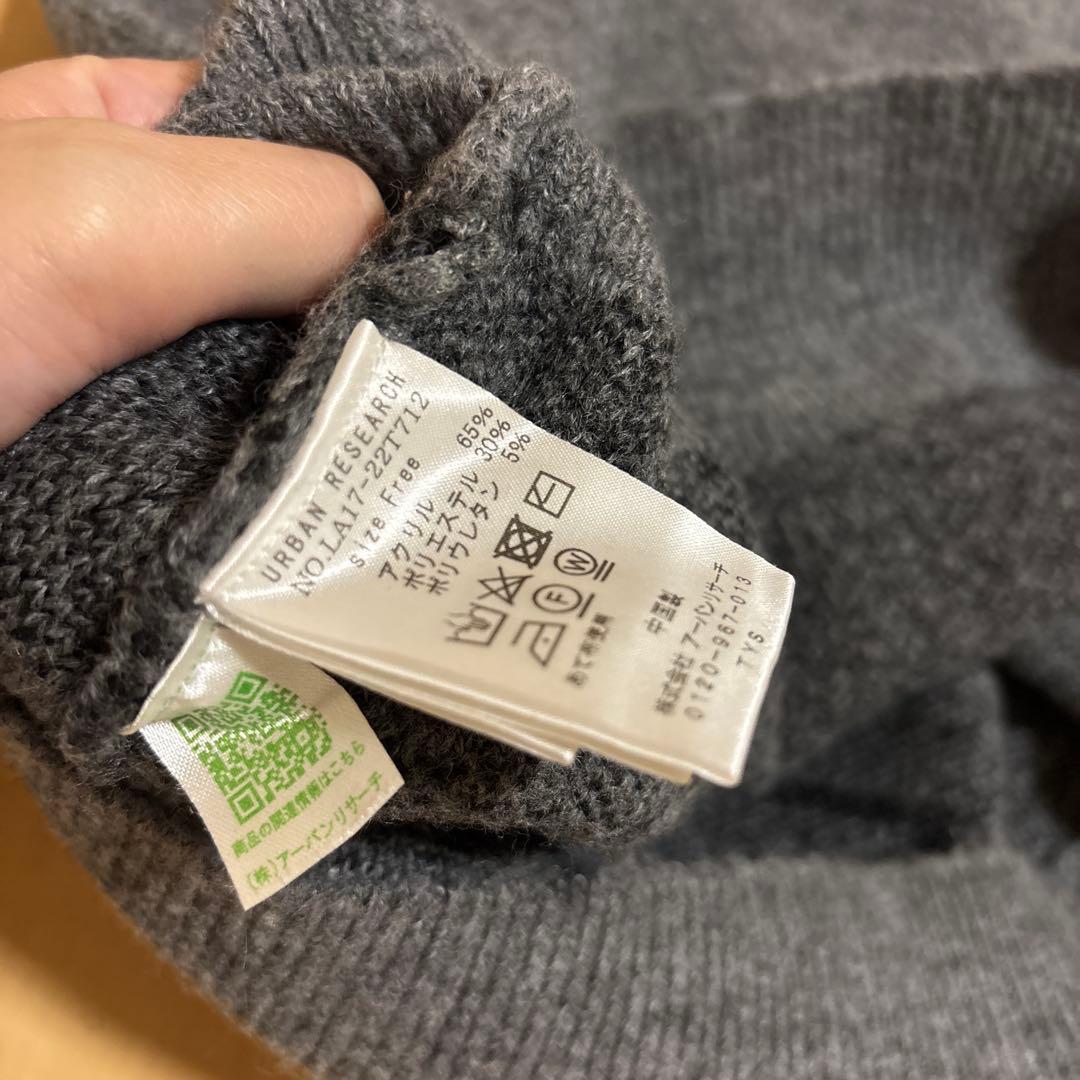 URBAN RESEARCH
NO.LA17-22T712
size Free
アクリル 65%
ポリエステル 30%
ポリウレタン 5%
W
F
あて布使用
中国製
株式会社 アーバンリサーチ
0120-967-013
TYS
商品の関連情報はこちら
(株)アーバンリサーチ